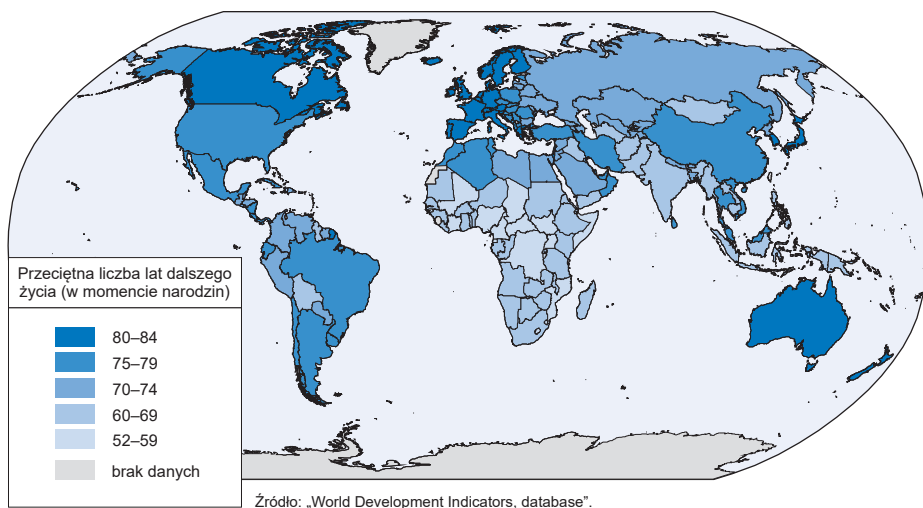 Przeciętna liczba lat dalszego
życia (w momencie narodzin)
80–84
75–79
70–74
60–69
52–59
brak danych
Źródło: „World Development Indicators, database”.